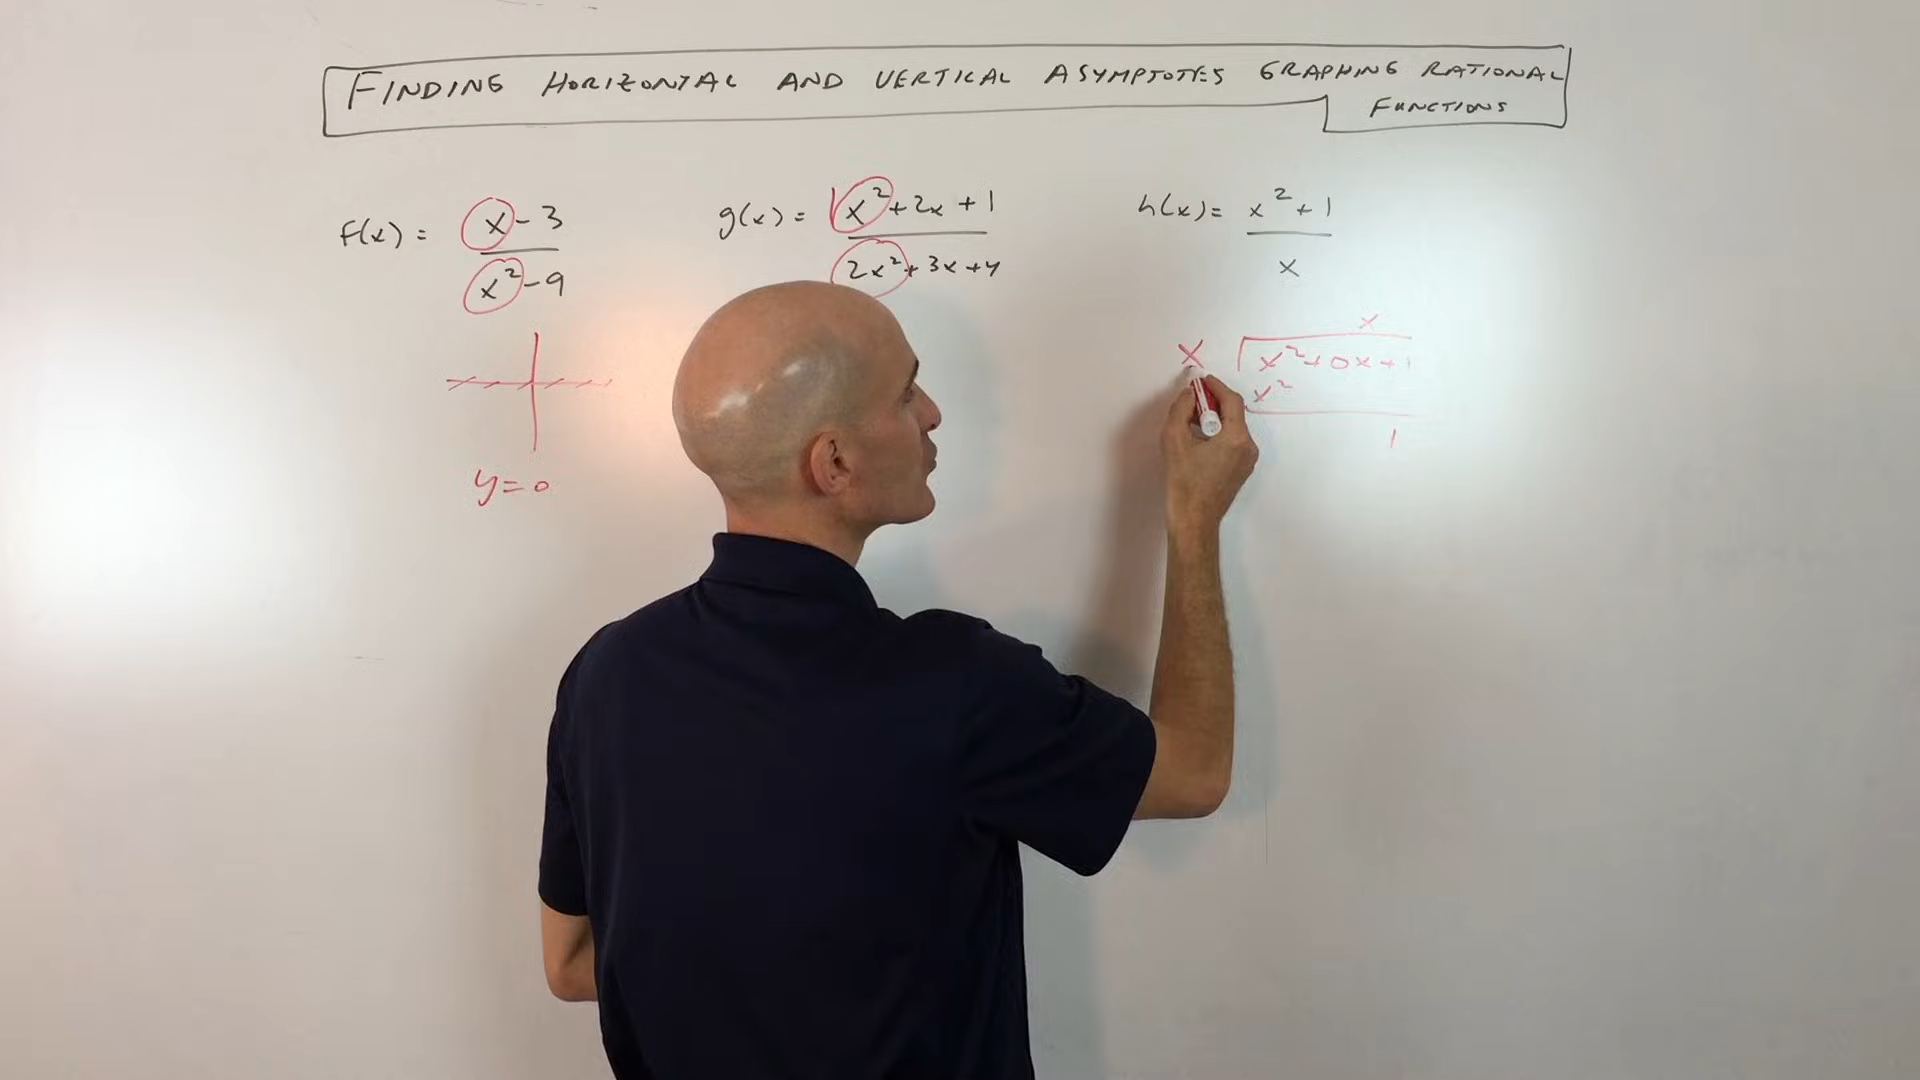 FINDING HORIZONTAL AND VERTICAL ASYMPTOTES GRAPHING RATIONAL
FUNCTIONS
f(x) = x - 3
x² - 9
y = 0
g(x) = x² + 2x + 1
2x² + 3x + 4
h(x) = x² + 1
x
x
x x² + 0x + 1
x²
1